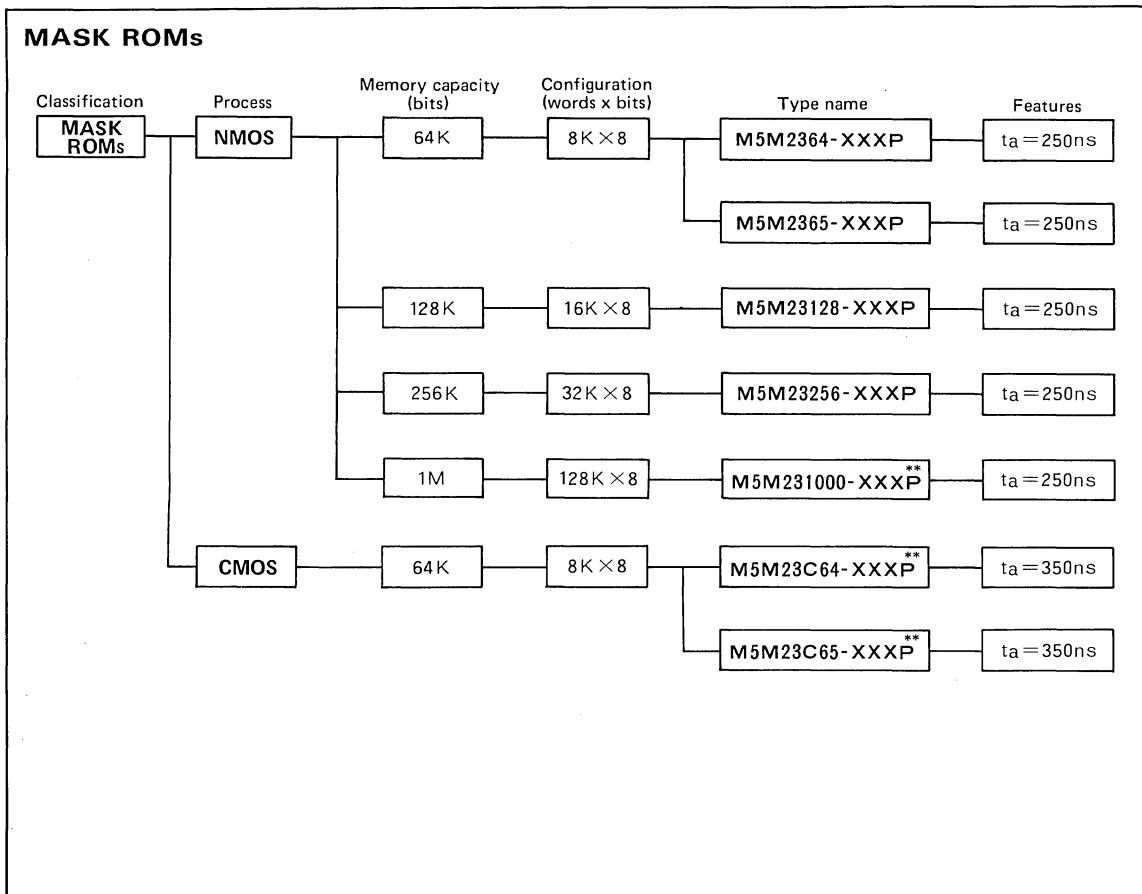 MASK ROMs
Classification
Process
Memory capacity
(bits)
Configuration
(words x bits)
Type name
Features
MASK
ROMs
NMOS
64K
8K×8
M5M2364-XXXP
ta=250ns
M5M2365-XXXP
ta=250ns
128K
16K×8
M5M23128-XXXP
ta=250ns
256K
32K×8
M5M23256-XXXP
ta=250ns
1M
128K×8
M5M231000-XXXP**
ta=250ns
CMOS
64K
8K×8
M5M23C64-XXXP**
ta=350ns
M5M23C65-XXXP**
ta=350ns